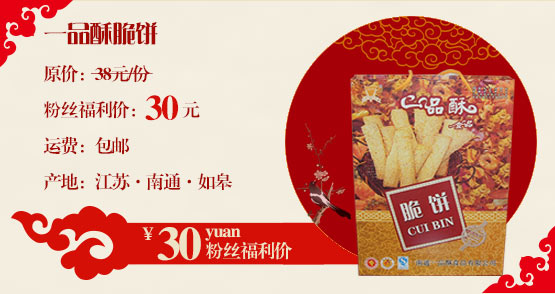 一品酥脆饼
原价：38元/份
粉丝福利价：30元
运费：包邮
产地：江苏·南通·如皋
¥30 yuan
粉丝福利价
一品酥
脆饼
CUI BIN